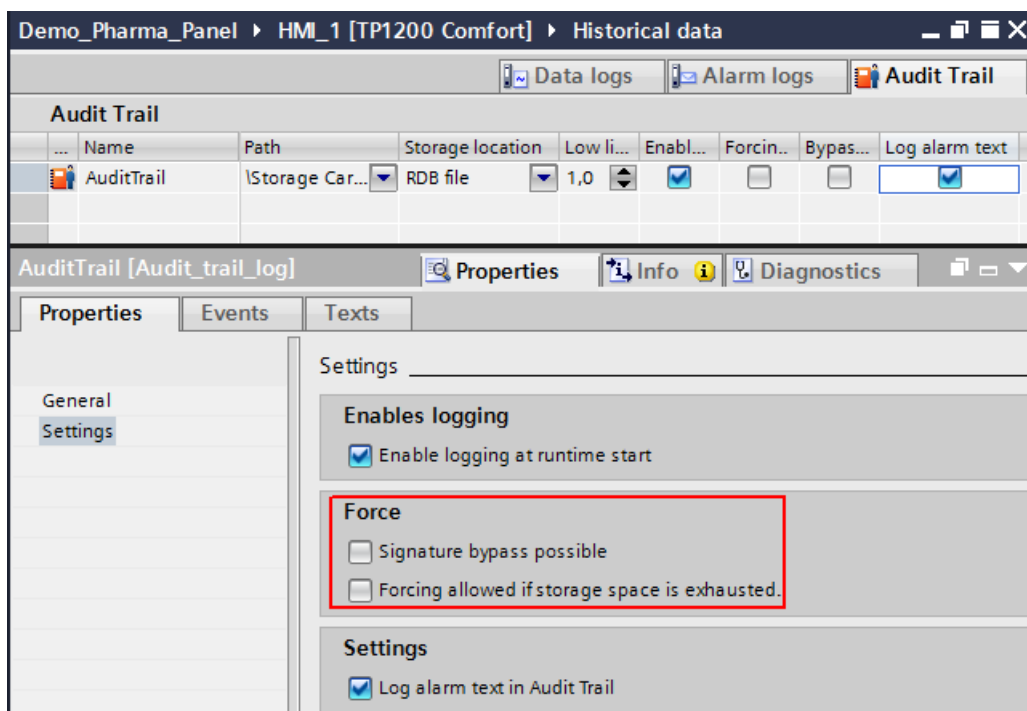 Demo_Pharma_Panel ▸ HMI_1 [TP1200 Comfort] ▸ Historical data
Data logs Alarm logs Audit Trail
Audit Trail
... Name Path Storage location Low li... Enabl... Forcin.. Bypas... Log alarm text
AuditTrail \Storage Car... RDB file 1,0
AuditTrail [Audit_trail_log] Properties Info Diagnostics
Properties Events Texts
Settings
General
Settings
Enables logging
Enable logging at runtime start
Force
Signature bypass possible
Forcing allowed if storage space is exhausted.
Settings
Log alarm text in Audit Trail